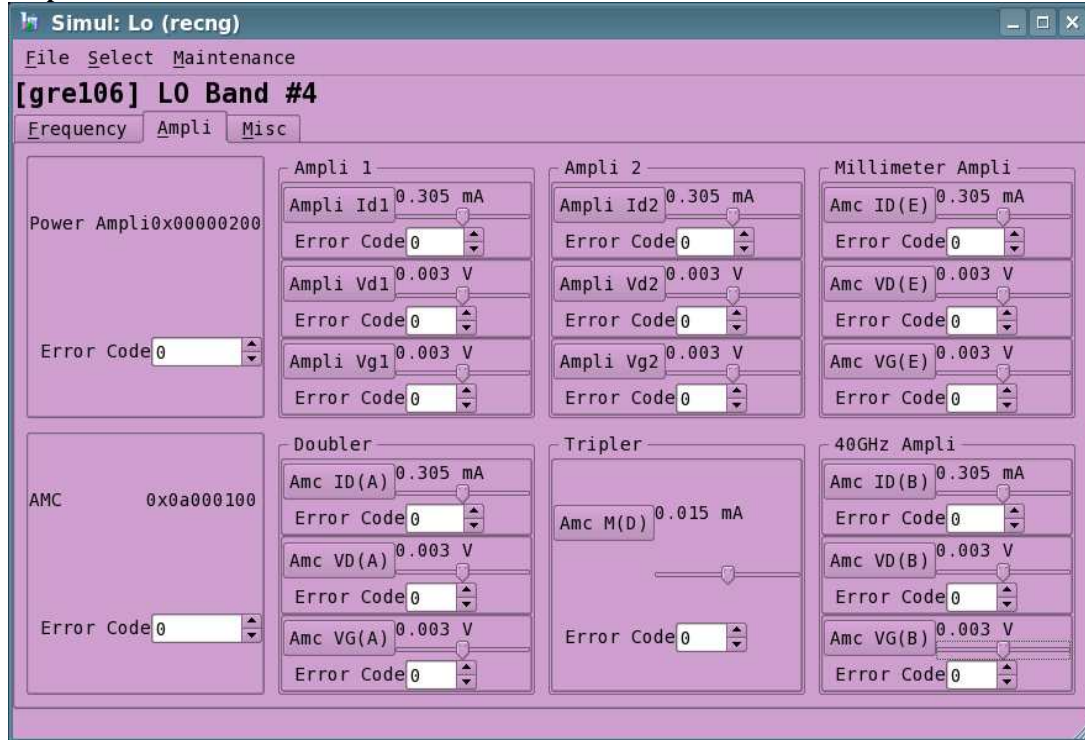 Simul: Lo (recng)
File Select Maintenance
[gre106] LO Band #4
Frequency Ampli Misc
Power Ampli0x00000200
Error Code 0
Ampli 1
Ampli Id1 0.305 mA
Error Code 0
Ampli Vd1 0.003 V
Error Code 0
Ampli Vg1 0.003 V
Error Code 0
Ampli 2
Ampli Id2 0.305 mA
Error Code 0
Ampli Vd2 0.003 V
Error Code 0
Ampli Vg2 0.003 V
Error Code 0
Millimeter Ampli
Amc ID(E) 0.305 mA
Error Code 0
Amc VD(E) 0.003 V
Error Code 0
Amc VG(E) 0.003 V
Error Code 0
AMC 0x0a000100
Error Code 0
Doubler
Amc ID(A) 0.305 mA
Error Code 0
Amc VD(A) 0.003 V
Error Code 0
Amc VG(A) 0.003 V
Error Code 0
Tripler
Amc M(D) 0.015 mA
Error Code 0
40GHz Ampli
Amc ID(B) 0.305 mA
Error Code 0
Amc VD(B) 0.003 V
Error Code 0
Amc VG(B) 0.003 V
Error Code 0